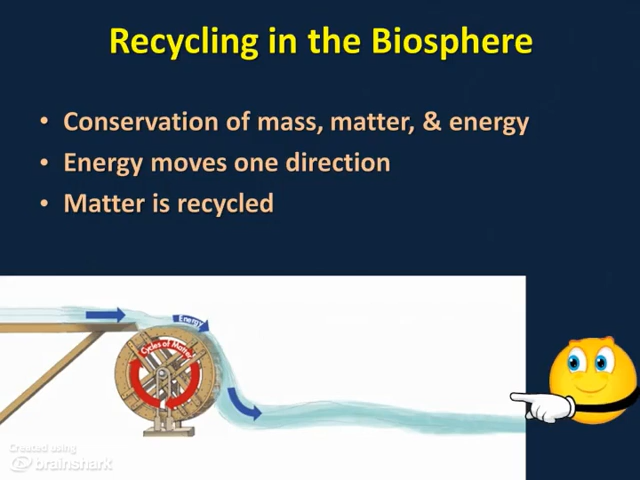 Recycling in the Biosphere
• Conservation of mass, matter, & energy
• Energy moves one direction
• Matter is recycled
Energy
Cycles of Matter
Created using
brainshark